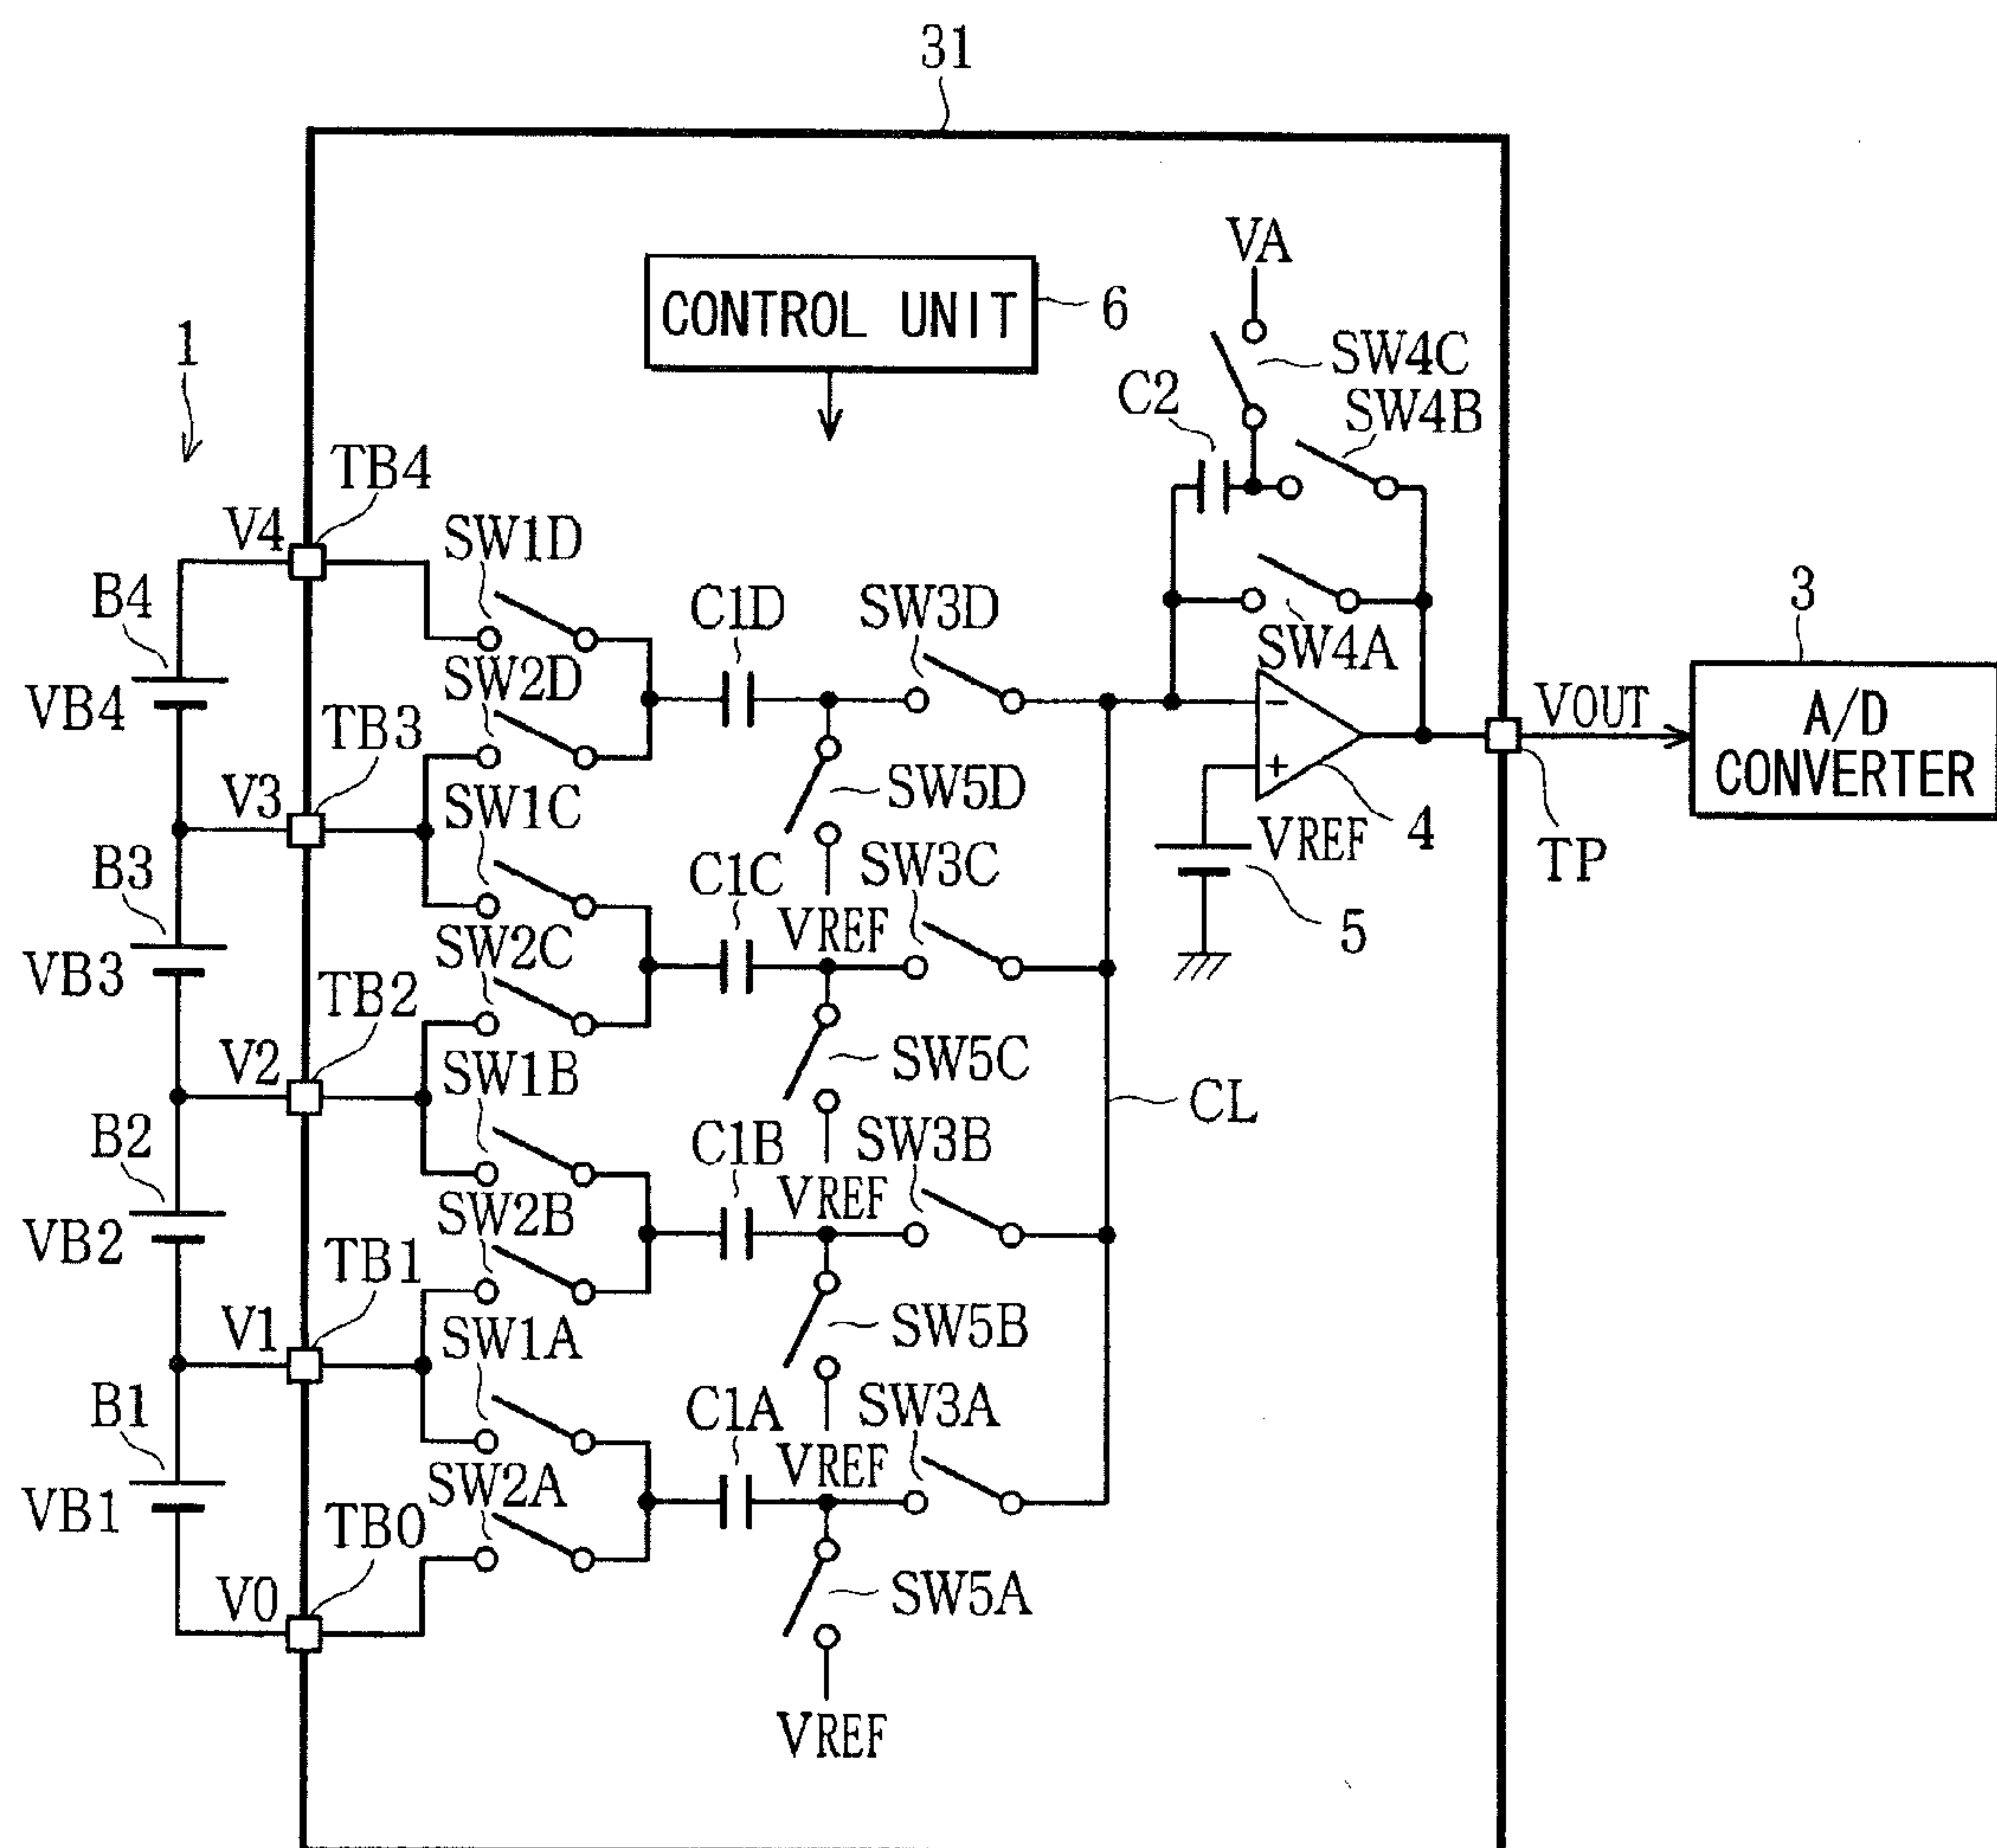 31
VA
CONTROL UNIT
6
SW4C
1
C2
SW4B
TB4
V4
SW1D
B4
C1D
SW3D
SW4A
3
SW2D
VB4
TB3
VOUT
A/D
CONVERTER
V3
SW1C
SW5D
4
VREF
TP
B3
C1C
SW3C
VREF
5
SW2C
VB3
TB2
V2
SW1B
SW5C
CL
B2
C1B
SW3B
VREF
SW2B
VB2
TB1
V1
SW1A
SW5B
B1
C1A
SW3A
VREF
SW2A
VB1
TB0
V0
SW5A
VREF